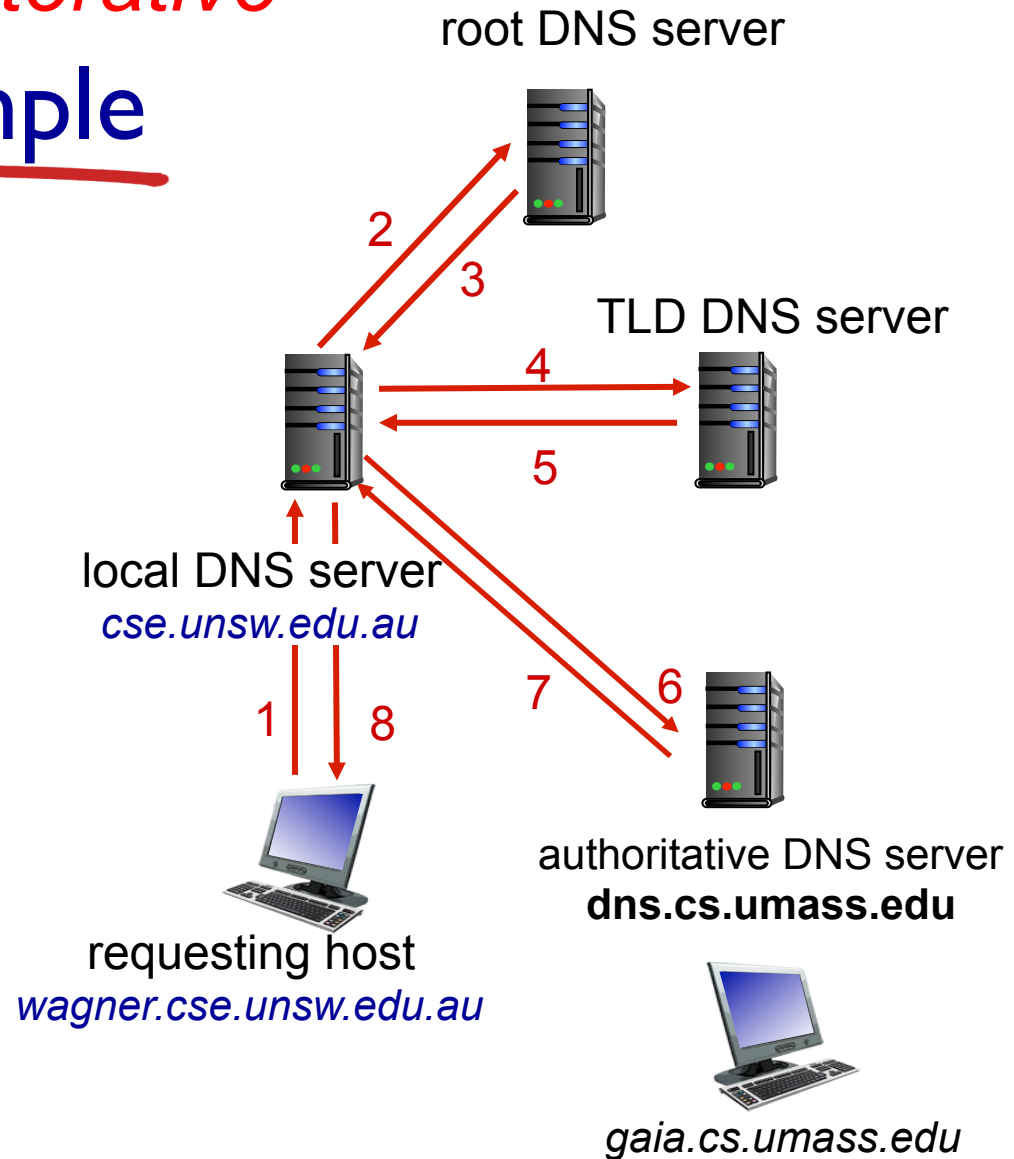 root DNS server
2
3
TLD DNS server
4
5
local DNS server
cse.unsw.edu.au
1
8
7
6
authoritative DNS server
dns.cs.umass.edu
requesting host
wagner.cse.unsw.edu.au
gaia.cs.umass.edu